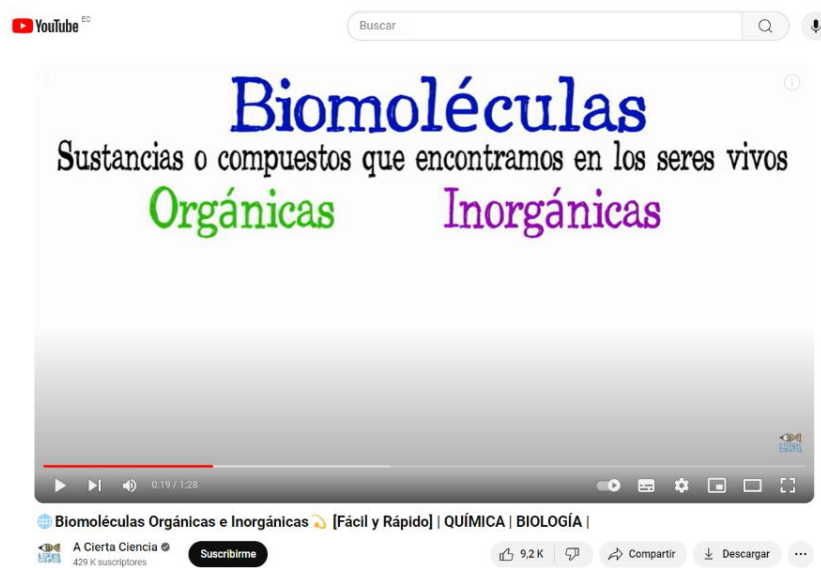 YouTube EC
Buscar
Biomoléculas
Sustancias o compuestos que encontramos en los seres vivos
Orgánicas Inorgánicas
0:19 / 1:28
Biomoléculas Orgánicas e Inorgánicas [Fácil y Rápido] | QUÍMICA | BIOLOGÍA |
A Cierta Ciencia
429 K suscriptores
Suscribirme
9,2 K
Compartir
Descargar